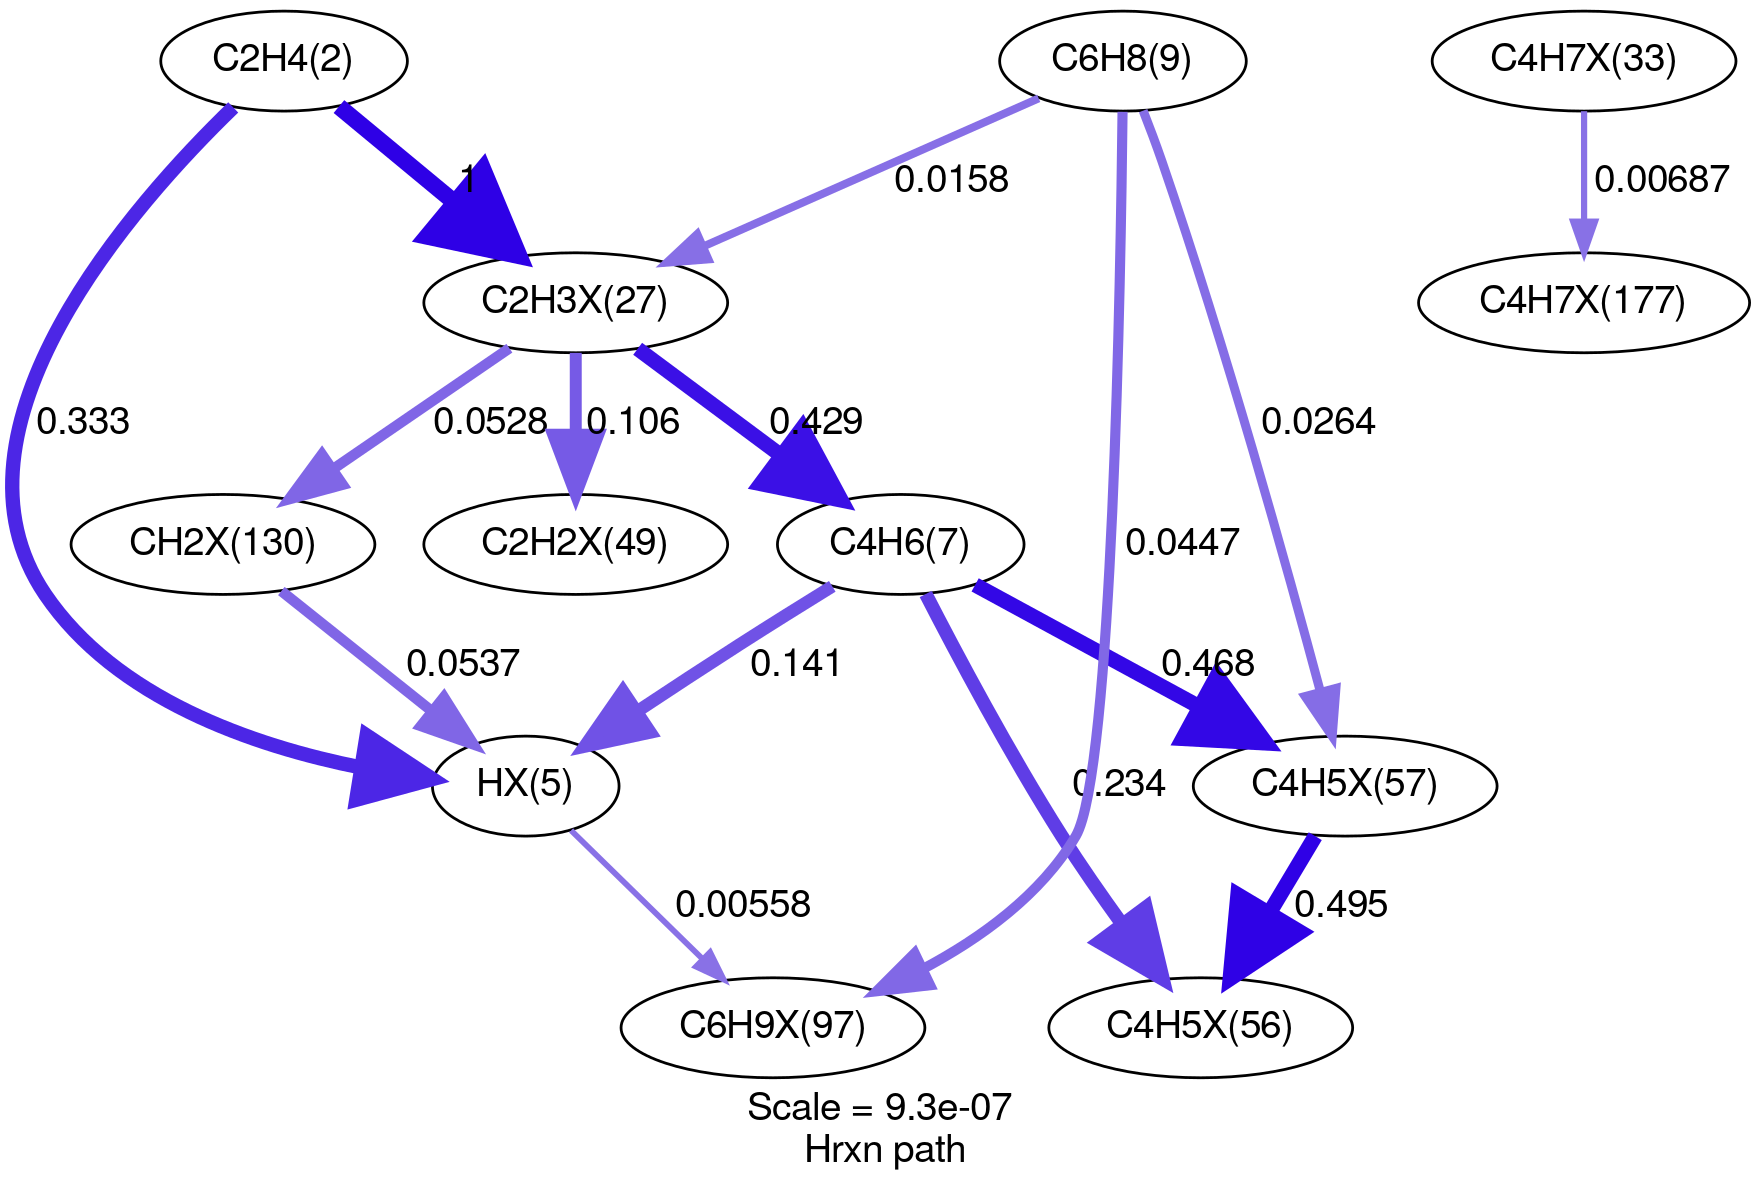 C2H4(2)
C6H8(9)
C4H7X(33)
1
0.0158
0.00687
C2H3X(27)
C4H7X(177)
0.333
0.0528
0.106
0.429
0.0264
CH2X(130)
C2H2X(49)
C4H6(7)
0.0447
0.0537
0.141
0.468
HX(5)
0.234
C4H5X(57)
0.00558
0.495
C6H9X(97)
C4H5X(56)
Scale = 9.3e-07
Hrxn path